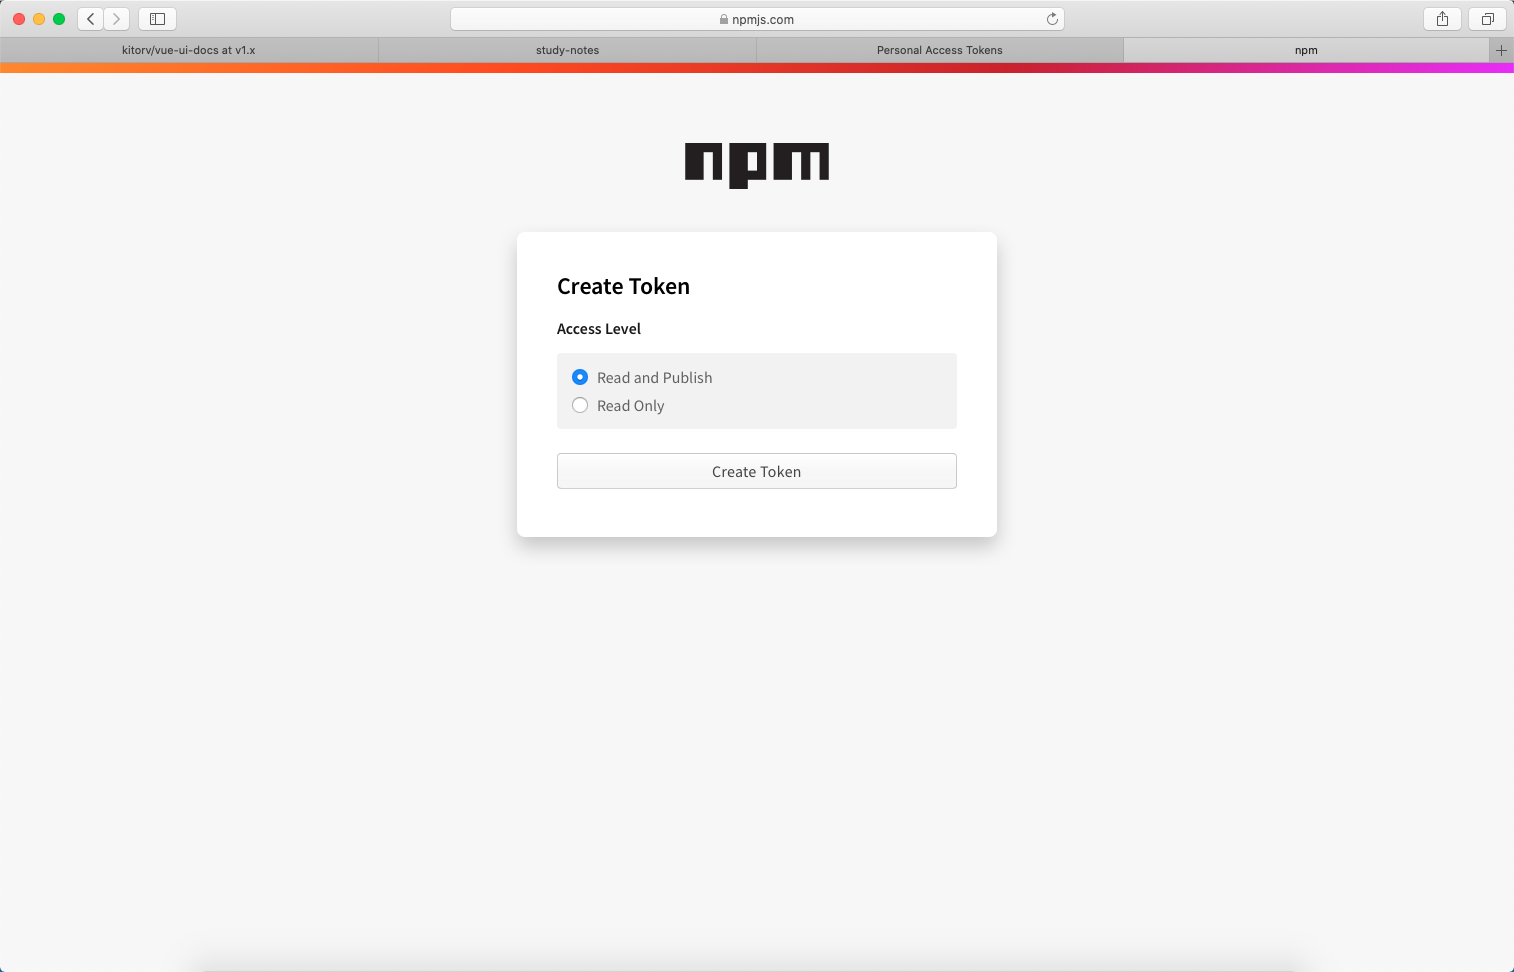 npmjs.com
kitorv/vue-ui-docs at v1.x
study-notes
Personal Access Tokens
npm
npm
Create Token
Access Level
Read and Publish
Read Only
Create Token